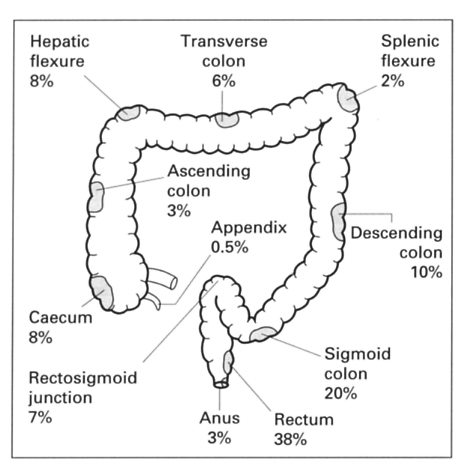 Hepatic
flexure
8%
Transverse
colon
6%
Splenic
flexure
2%
Ascending
colon
3%
Appendix
0.5%
Descending
colon
10%
Caecum
8%
Rectosigmoid
junction
7%
Sigmoid
colon
20%
Anus
3%
Rectum
38%